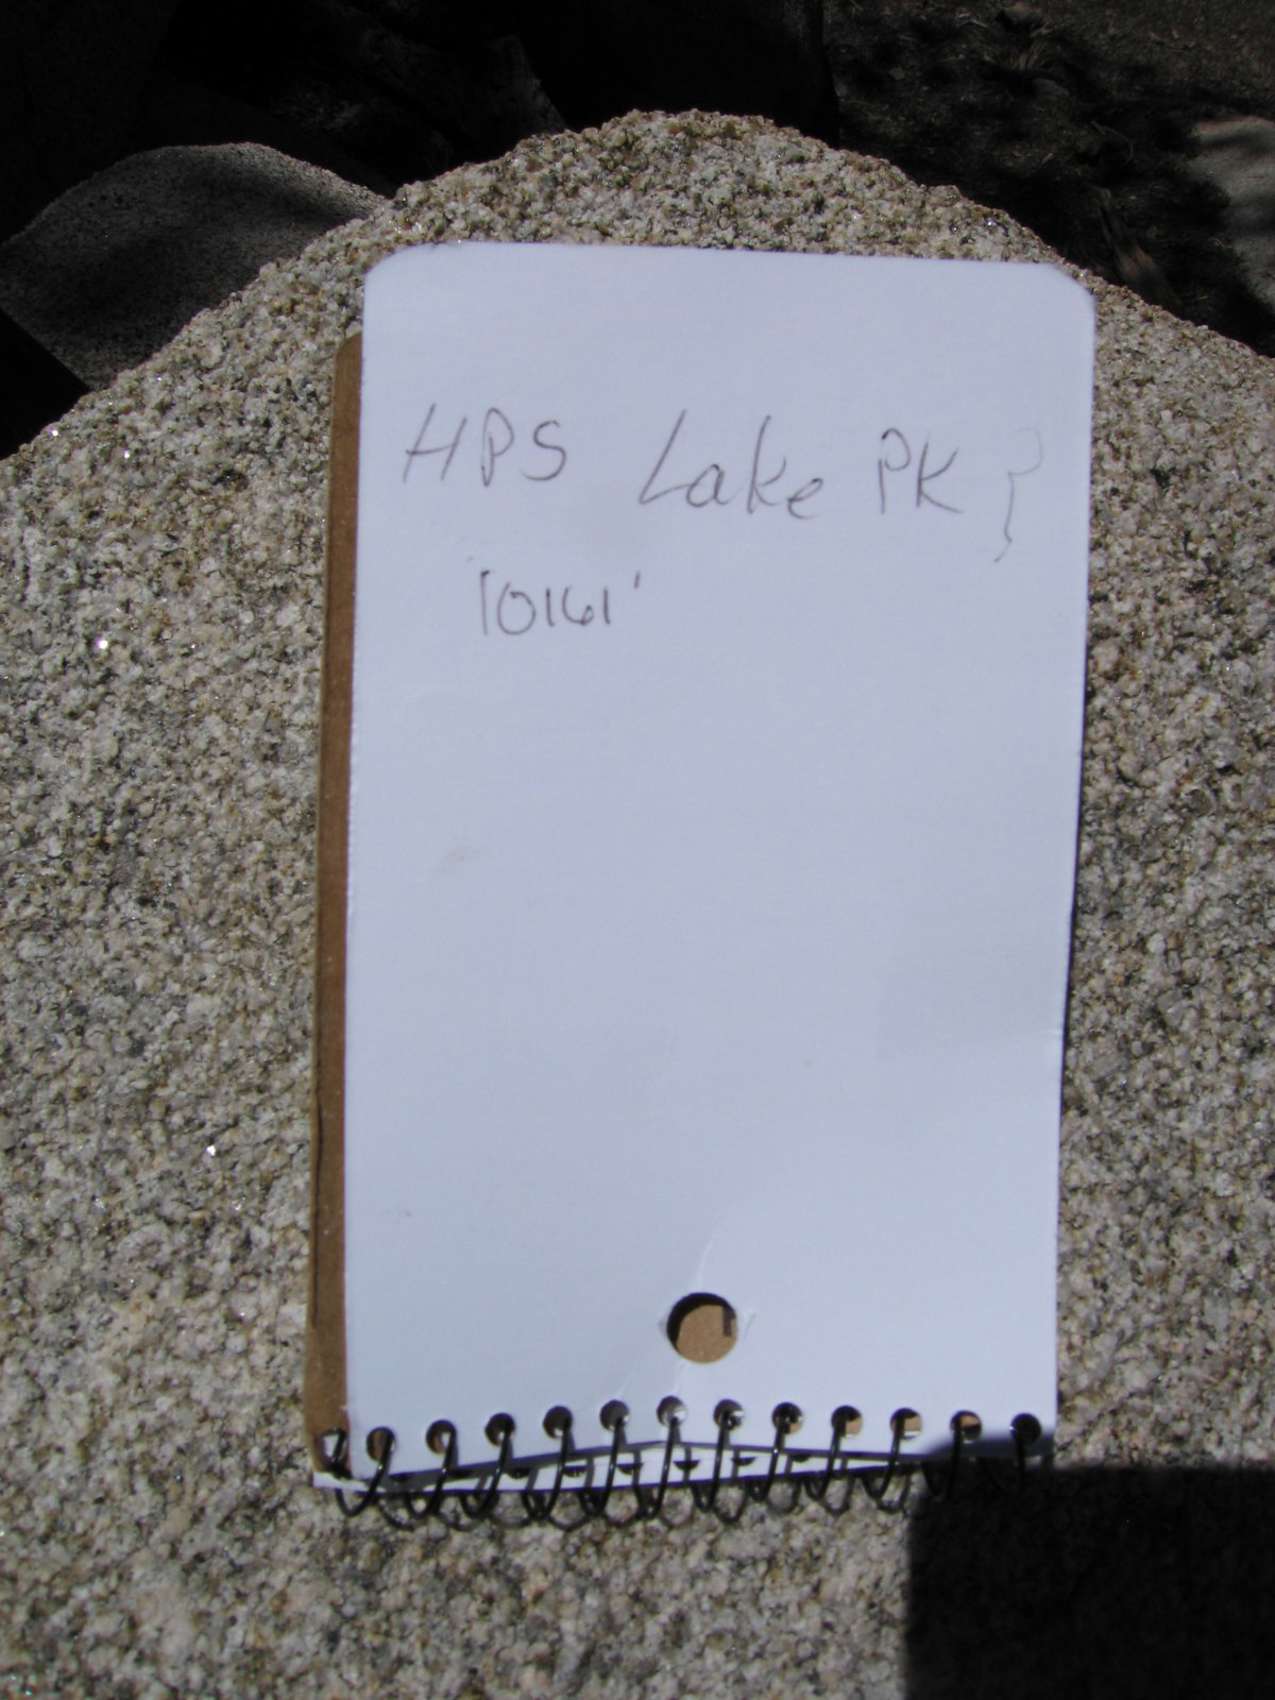 HPS Lake PK }
10161'